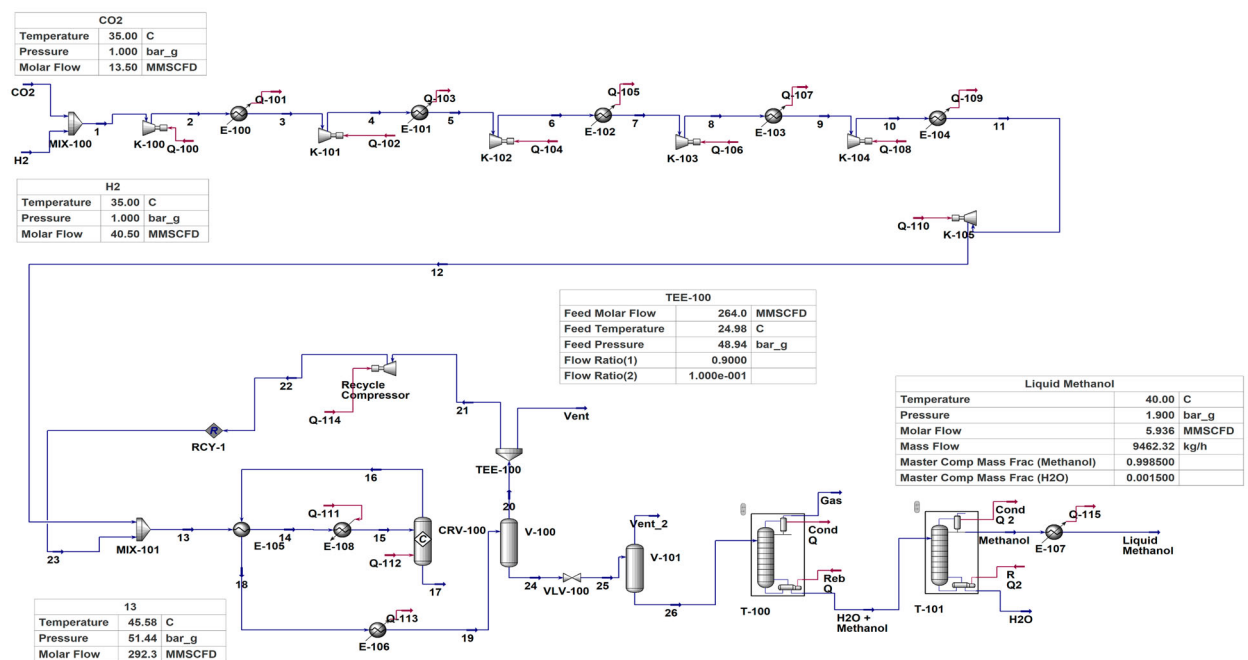 CO2
Temperature 35.00 C
Pressure 1.000 bar_g
Molar Flow 13.50 MMSCFD
CO2
H2
MIX-100
1
K-100
2
Q-100
Q-101
E-100
3
K-101
4
Q-102
Q-103
E-101
5
K-102
6
Q-104
Q-105
E-102
7
K-103
8
Q-106
Q-107
E-103
9
K-104
10
Q-108
Q-109
E-104
11
H2
Temperature 35.00 C
Pressure 1.000 bar_g
Molar Flow 40.50 MMSCFD
Q-110
K-105
12
TEE-100
Feed Molar Flow 264.0 MMSCFD
Feed Temperature 24.98 C
Feed Pressure 48.94 bar_g
Flow Ratio(1) 0.9000
Flow Ratio(2) 1.000e-001
Liquid Methanol
Temperature 40.00 C
Pressure 1.900 bar_g
Molar Flow 5.936 MMSCFD
Mass Flow 9462.32 kg/h
Master Comp Mass Frac (Methanol) 0.998500
Master Comp Mass Frac (H2O) 0.001500
22
Recycle
Compressor
Q-114
21
Vent
RCY-1
TEE-100
20
16
Q-111
CRV-100
V-100
23
MIX-101
13
E-105
14
E-108
15
Q-112
17
18
Q-113
E-106
19
24
VLV-100
25
Vent_2
V-101
26
Gas
Cond
Q
Reb
Q
T-100
H2O +
Methanol
Cond
Q 2
Methanol
Q-115
E-107
Liquid
Methanol
R
Q2
T-101
H2O
13
Temperature 45.58 C
Pressure 51.44 bar_g
Molar Flow 292.3 MMSCFD